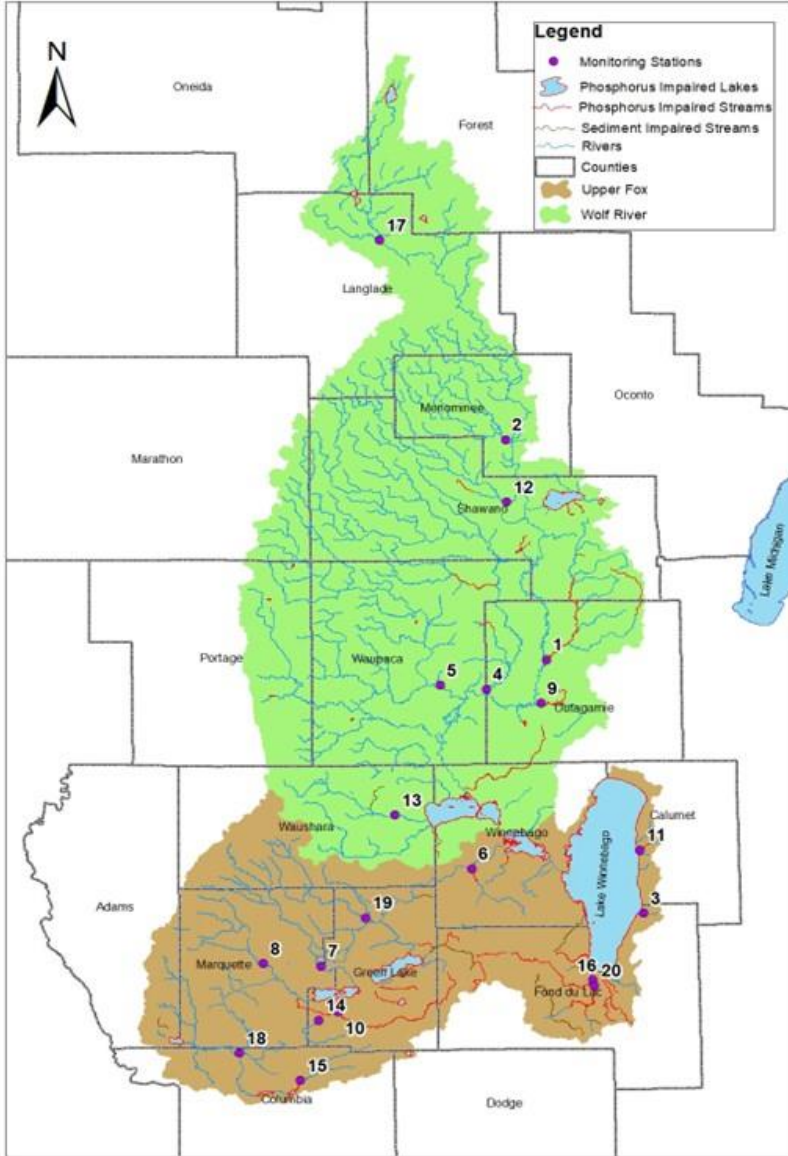 Legend
Monitoring Stations
Phosphorus Impaired Lakes
Phosphorus Impaired Streams
Sediment Impaired Streams
Rivers
Counties
Upper Fox
Wolf River
N
Oneida
Forest
17
Langlade
Menominee
Oconto
2
Marathon
12
Shawano
Lake Michigan
Portage
Waupaca
1
5
4
9
Outagamie
13
Waushara
Winnebago
Calumet
11
6
Lake Winnebago
3
Adams
19
8
7
Marquette
Green Lake
16
20
Fond du Lac
14
10
18
15
Columbia
Dodge